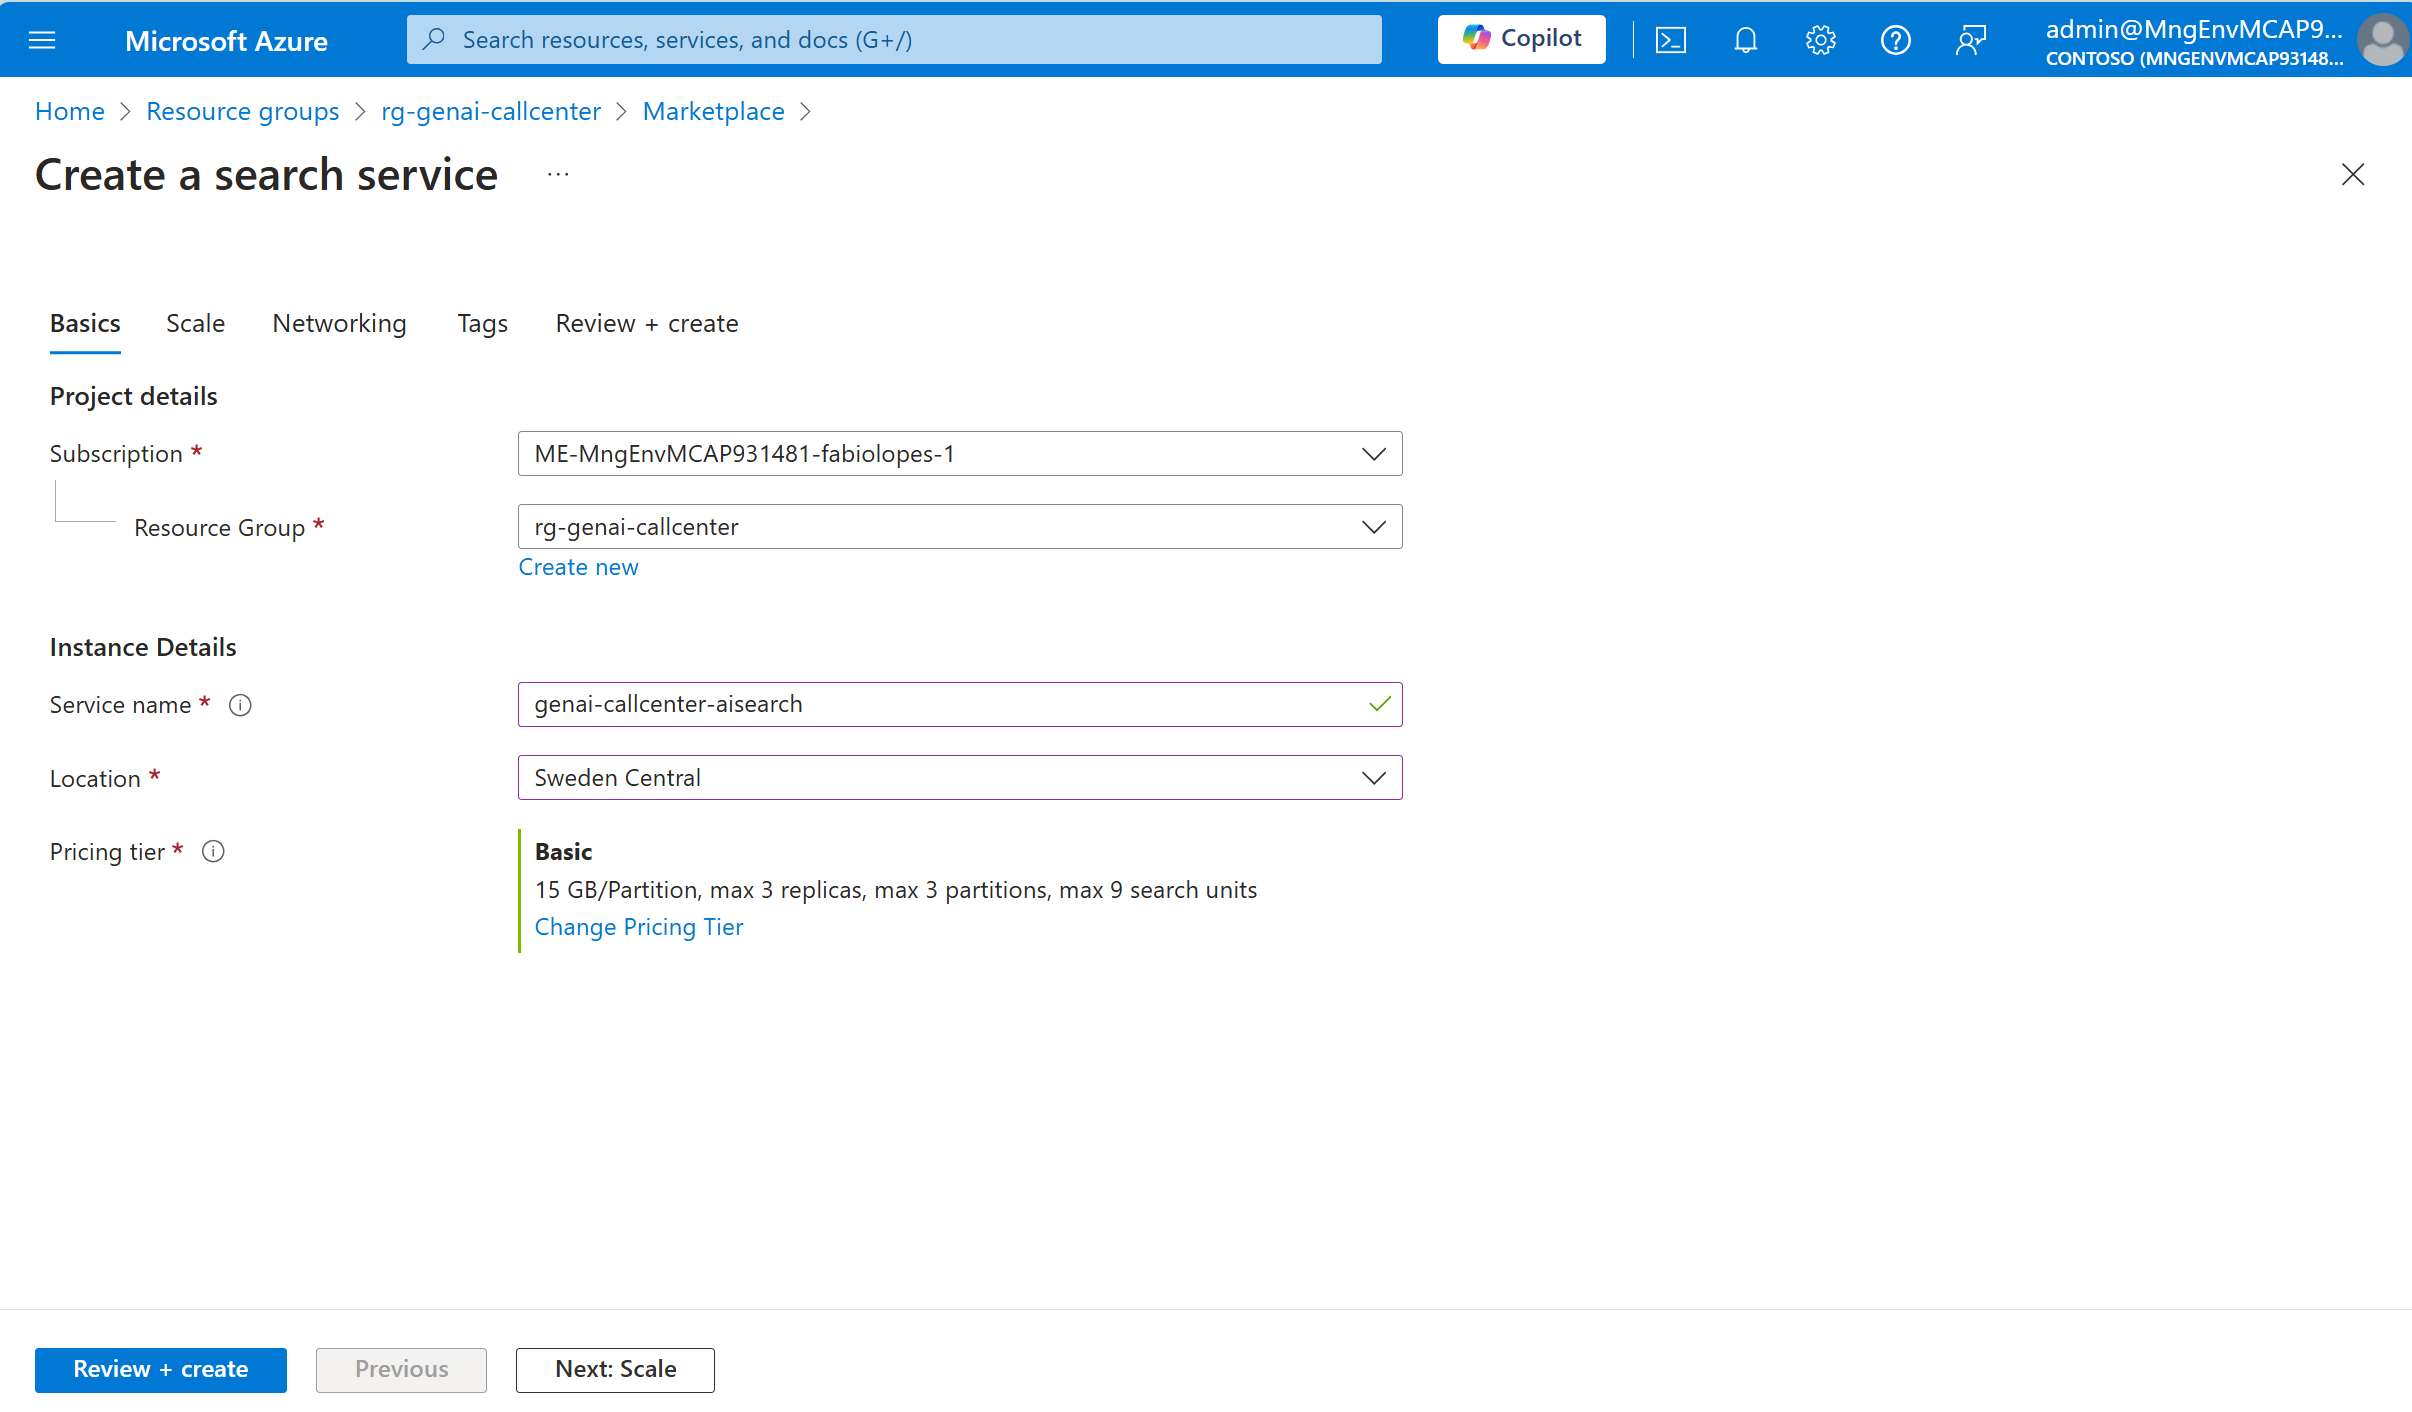 Microsoft Azure
Search resources, services, and docs (G+/)
Copilot
admin@MngEnvMCAP9...
CONTOSO (MNGENVMCAP93148...
Home > Resource groups > rg-genai-callcenter > Marketplace >
Create a search service ...
Basics Scale Networking Tags Review + create
Project details
Subscription * ME-MngEnvMCAP931481-fabiolopes-1
Resource Group * rg-genai-callcenter
Create new
Instance Details
Service name * genai-callcenter-aisearch
Location * Sweden Central
Pricing tier * Basic
15 GB/Partition, max 3 replicas, max 3 partitions, max 9 search units
Change Pricing Tier
Review + create Previous Next: Scale